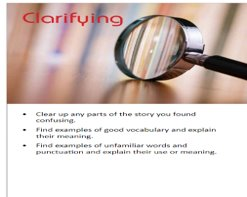 Clarifying
• Clear up any parts of the story you found
confusing.
• Find examples of good vocabulary and explain
their meaning.
• Find examples of unfamiliar words and
punctuation and explain their use or meaning.